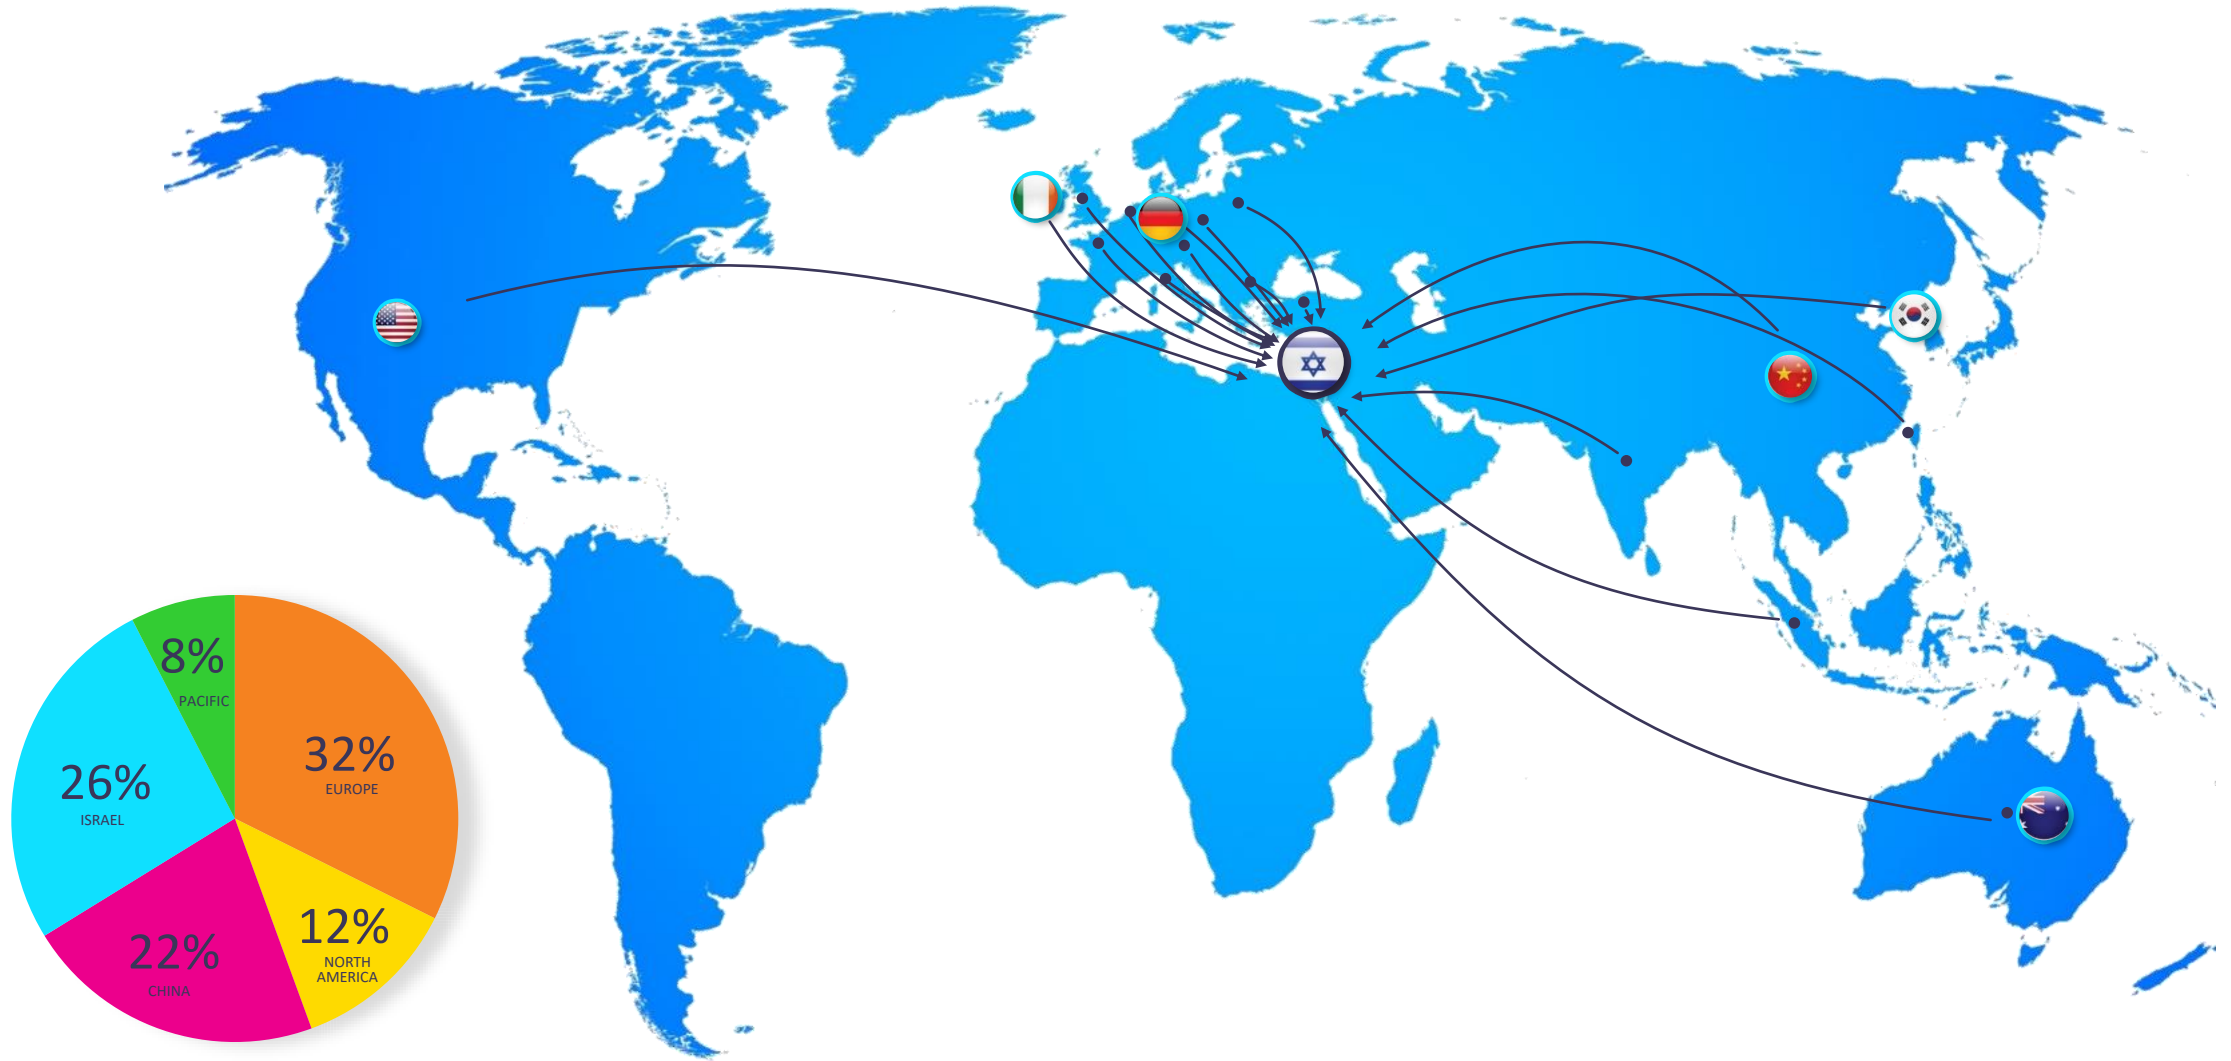 8%
PACIFIC
32%
EUROPE
26%
ISRAEL
12%
NORTH
AMERICA
22%
CHINA